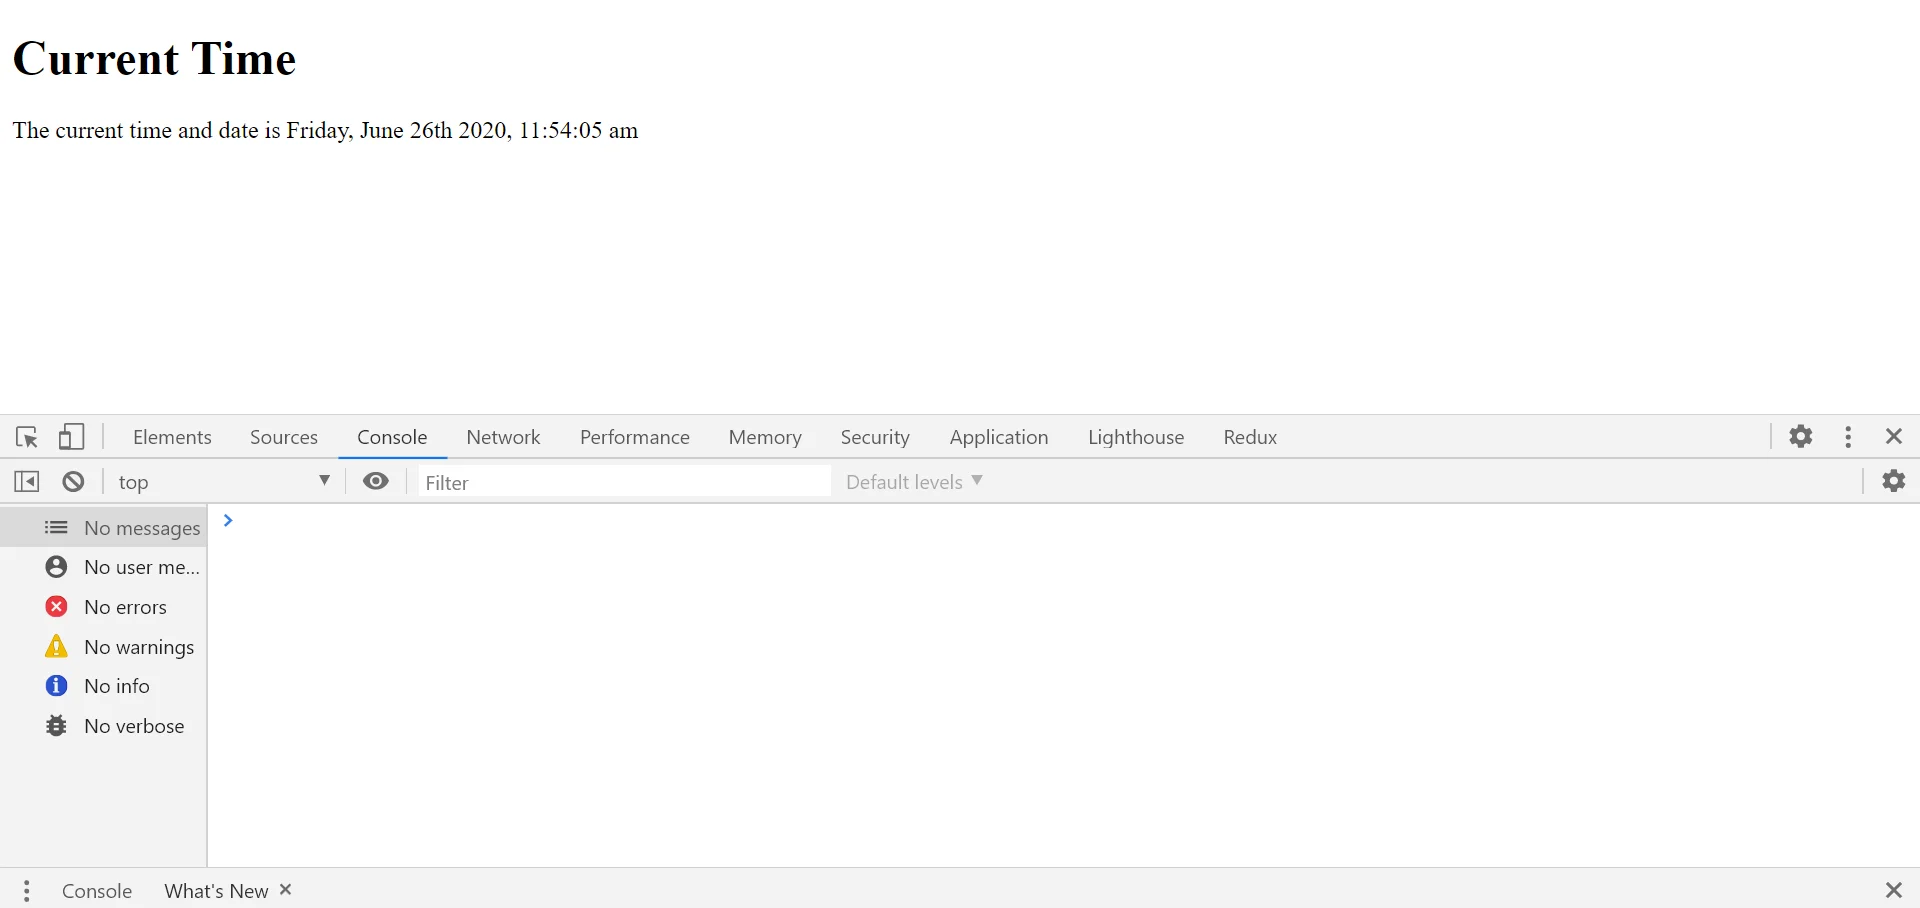 Current Time
The current time and date is Friday, June 26th 2020, 11:54:05 am
Elements Sources Console Network Performance Memory Security Application Lighthouse Redux
top Filter Default levels
No messages
No user me...
No errors
No warnings
No info
No verbose
Console What's New